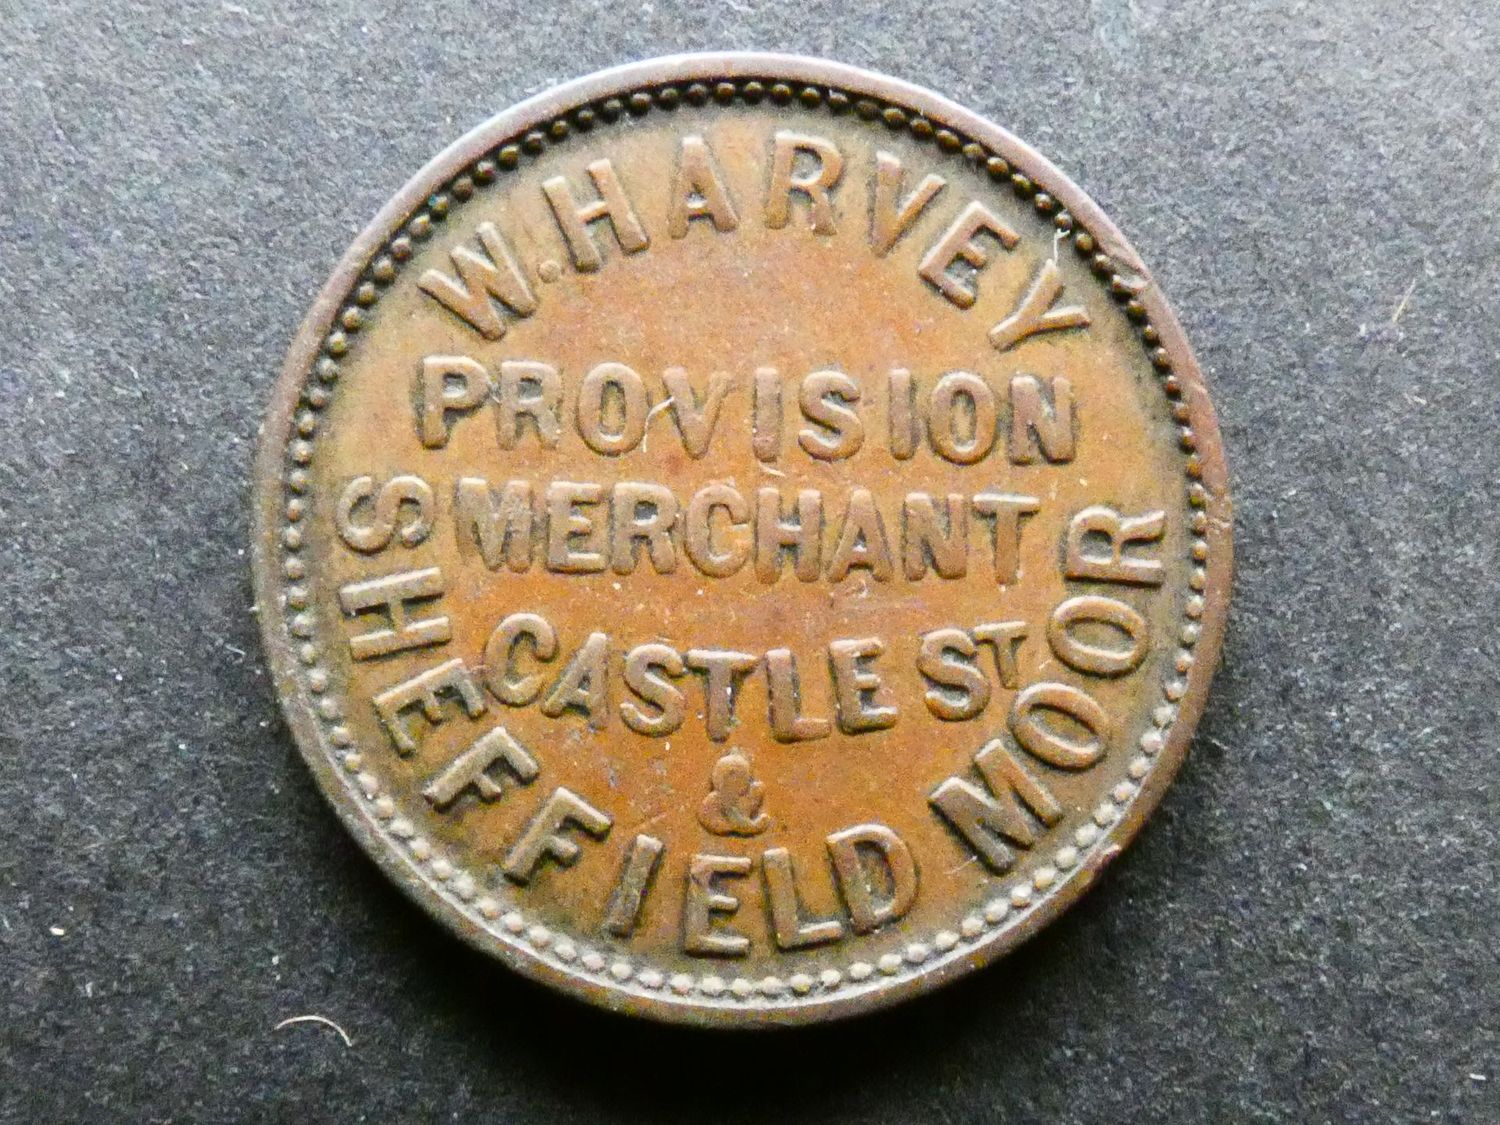 W. HARVEY
PROVISION
MERCHANT
CASTLE ST
&
SHEFFIELD MOOR